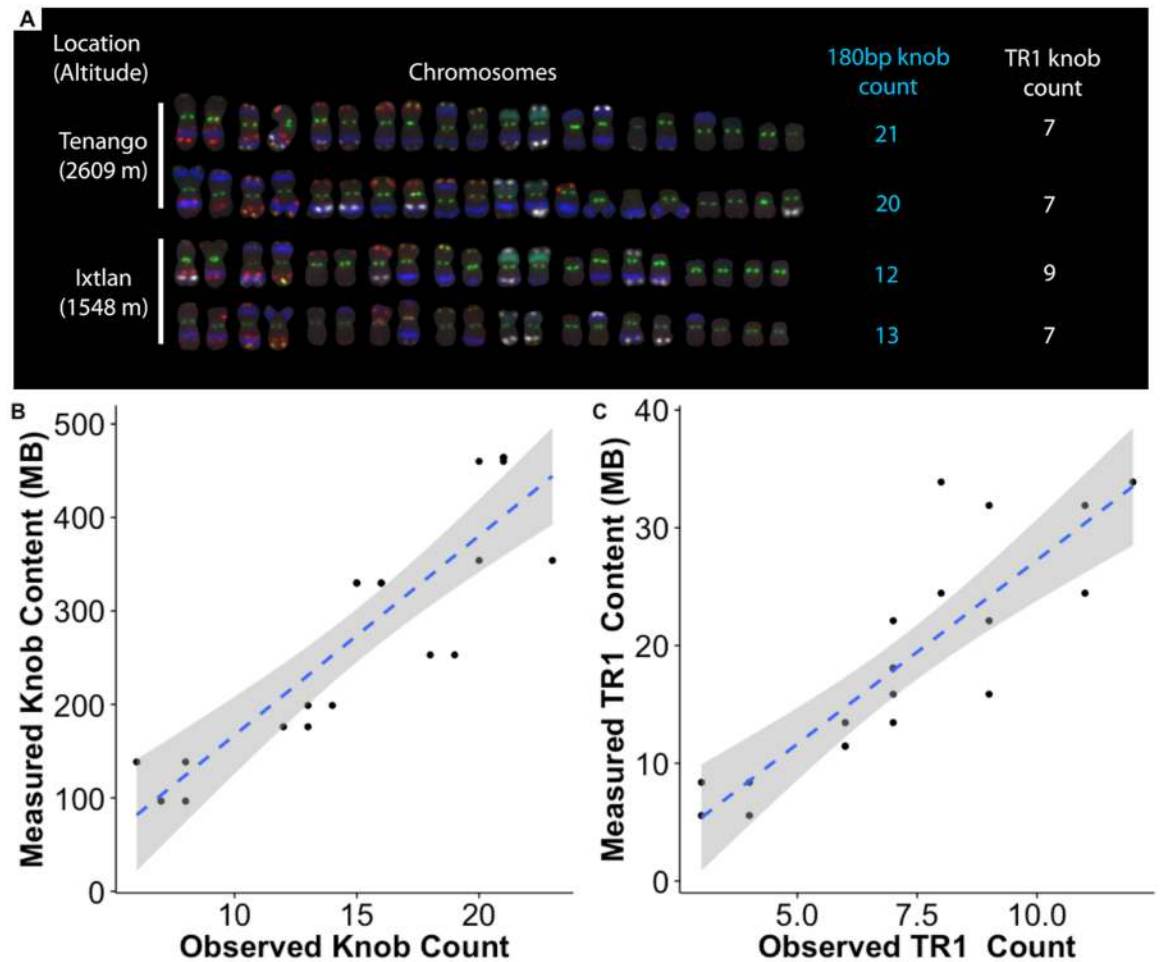 A
Location
(Altitude)
Chromosomes
180bp knob
count
TR1 knob
count
Tenango
(2609 m)
21
7
20
7
Ixtlan
(1548 m)
12
9
13
7
B
Measured Knob Content (MB)
500
400
300
200
100
0
10
15
20
Observed Knob Count
C
Measured TR1 Content (MB)
40
30
20
10
0
5.0
7.5
10.0
Observed TR1 Count